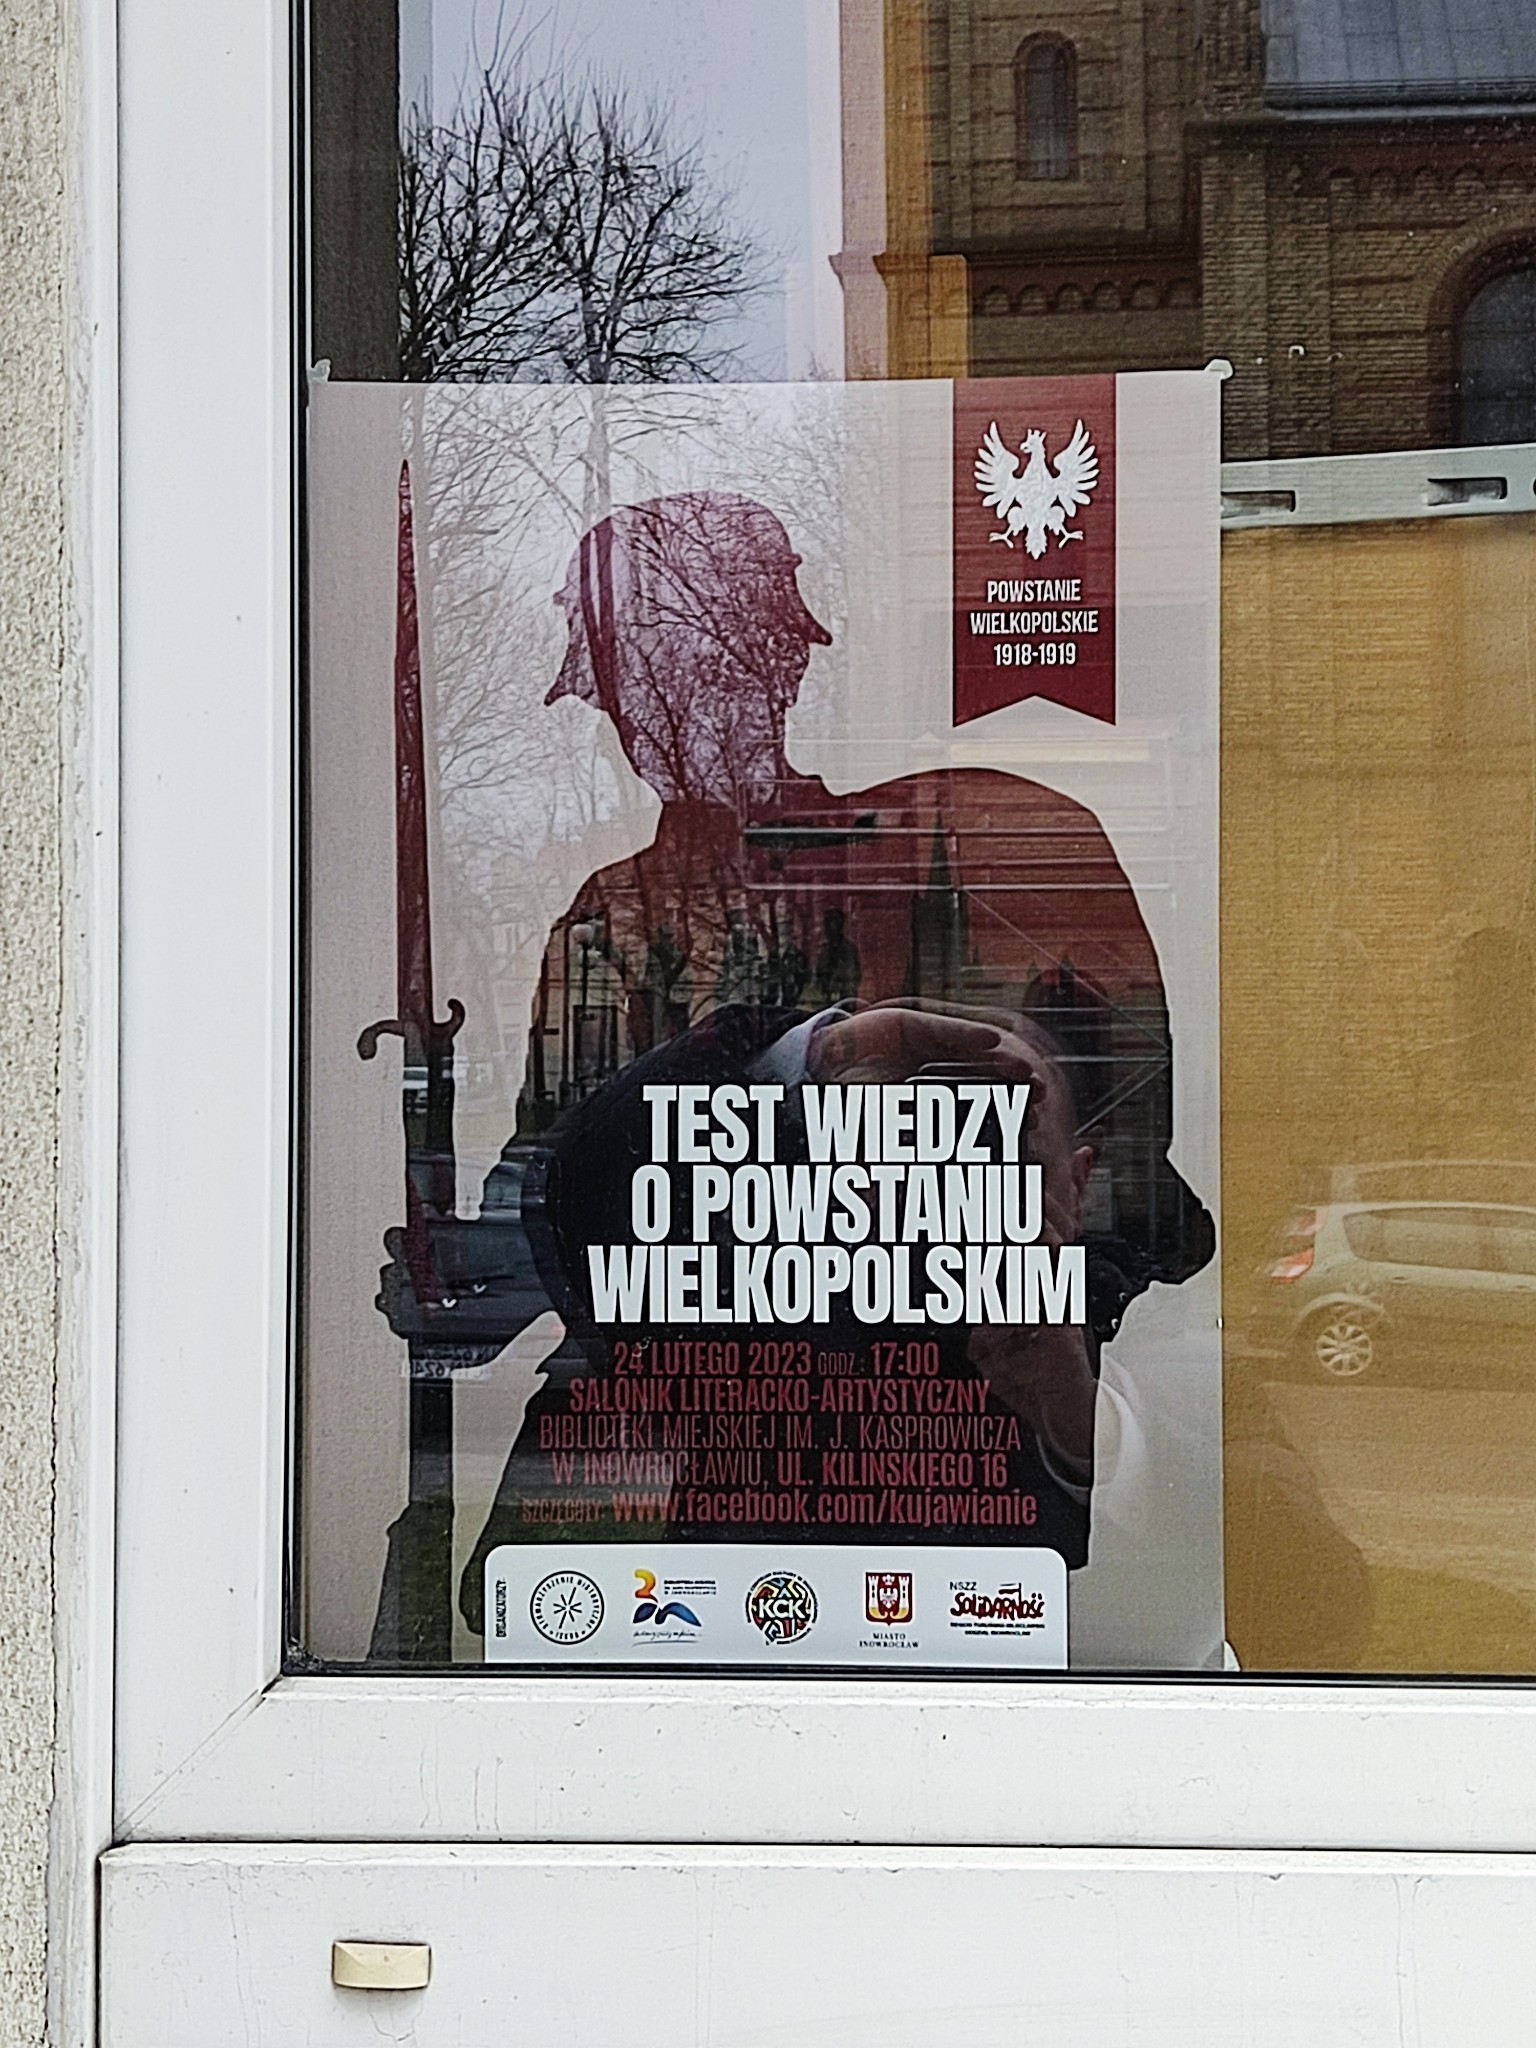 POWSTANIE
WIELKOPOLSKIE
1918-1919
TEST WIEDZY
O POWSTANIU
WIELKOPOLSKIM
24 LUTEGO 2023 GODZ.: 17:00
SALONIK LITERACKO-ARTYSTYCZNY
BIBLIOTEKI MIEJSKIEJ IM. J. KASPROWICZA
W INOWROCŁAWIU, UL. KILIŃSKIEGO 16
SZCZEGÓŁY: www.facebook.com/kujawianie
ORGANIZATORZY:
KCK
MIASTO
INOWROCŁAW
NSZZ
SOLIDARNOŚĆ